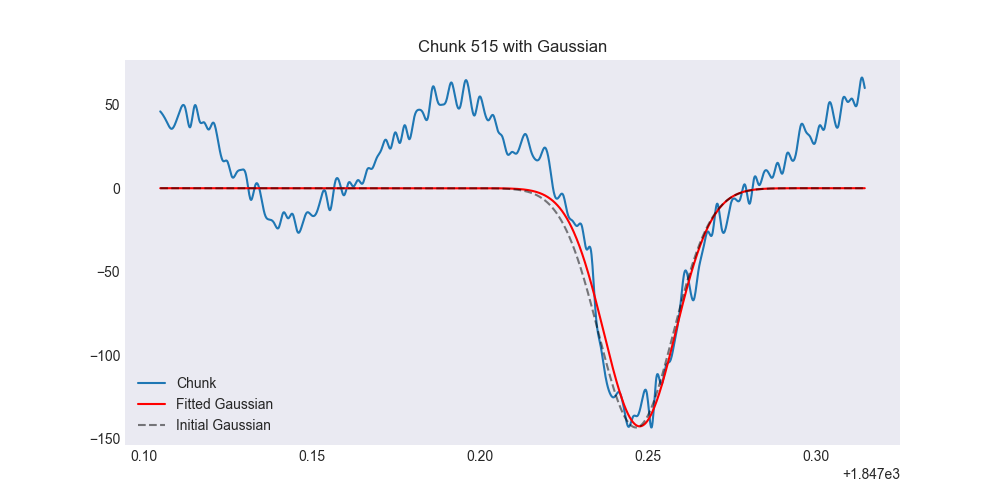 Chunk 515 with Gaussian
50
0
−50
−100
−150
Chunk
Fitted Gaussian
Initial Gaussian
0.10 0.15 0.20 0.25 0.30
+1.847e3